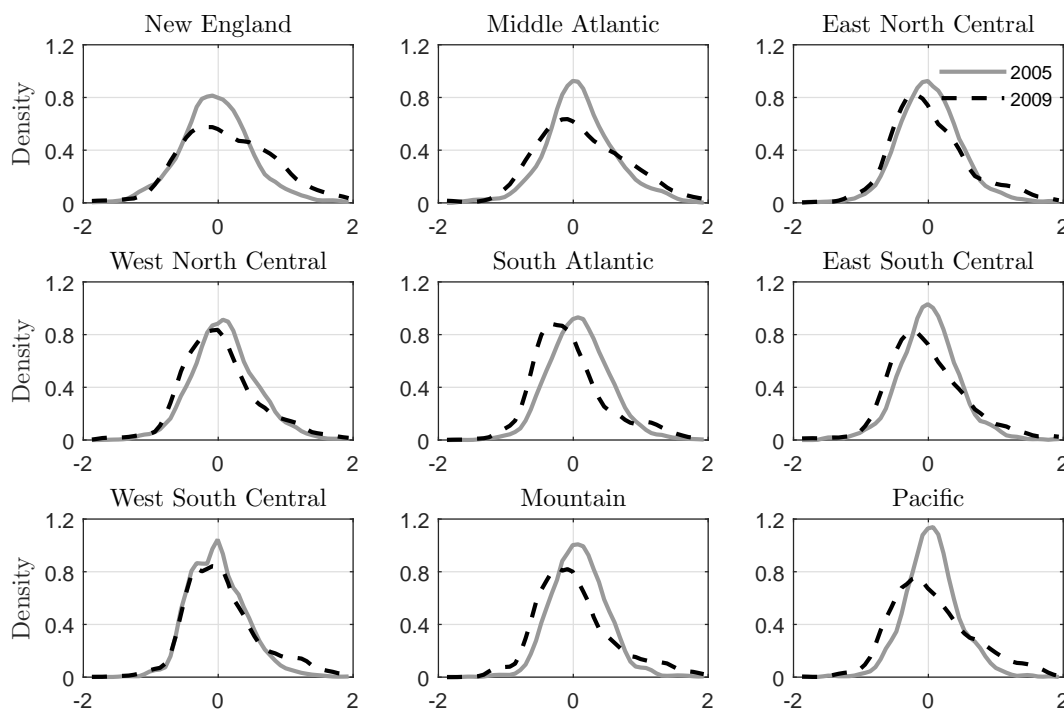 New England Middle Atlantic East North Central
1.2 1.2 1.2
2005
2009
Density 0.8 0.8 0.8
0.4 0.4 0.4
0 0 0
-2 0 2 -2 0 2 -2 0 2
West North Central South Atlantic East South Central
1.2 1.2 1.2
Density 0.8 0.8 0.8
0.4 0.4 0.4
0 0 0
-2 0 2 -2 0 2 -2 0 2
West South Central Mountain Pacific
1.2 1.2 1.2
Density 0.8 0.8 0.8
0.4 0.4 0.4
0 0 0
-2 0 2 -2 0 2 -2 0 2